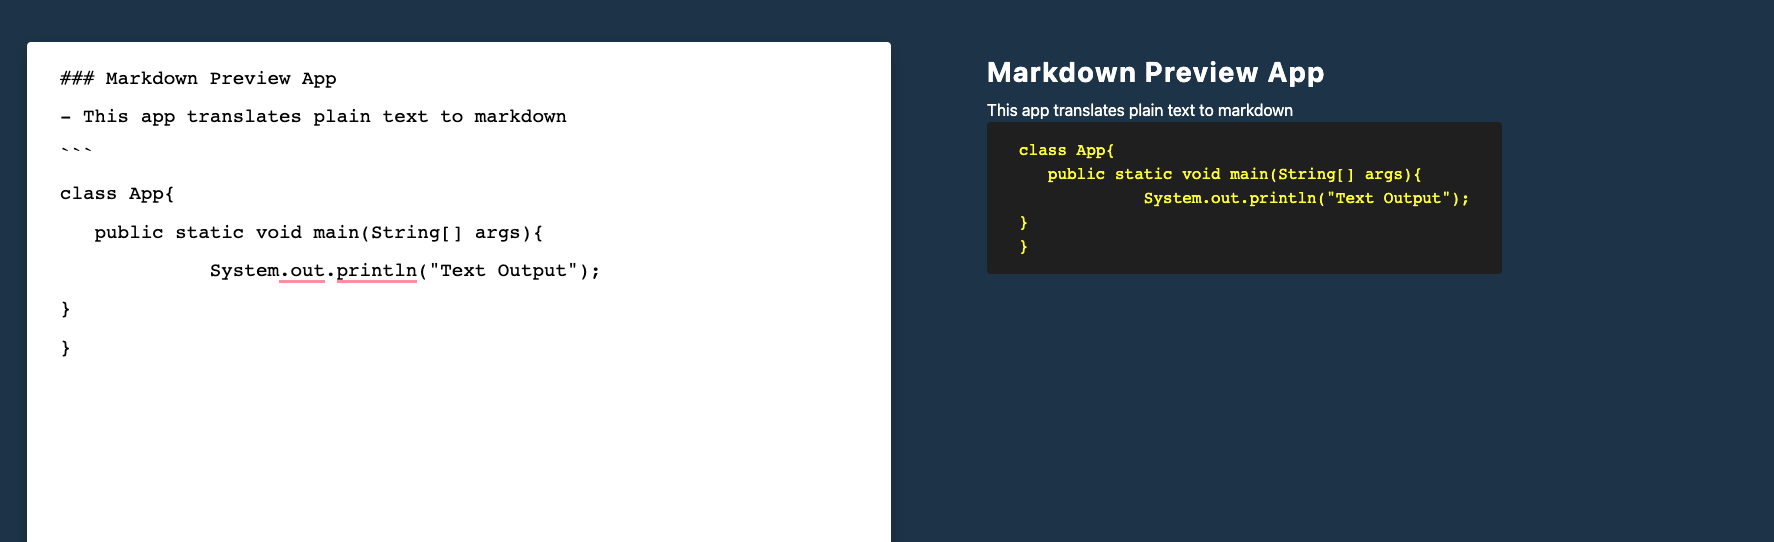 ### Markdown Preview App
- This app translates plain text to markdown
```
class App{
   public static void main(String[] args){
             System.out.println("Text Output");
}
}
Markdown Preview App
This app translates plain text to markdown
class App{
   public static void main(String[] args){
             System.out.println("Text Output");
}
}